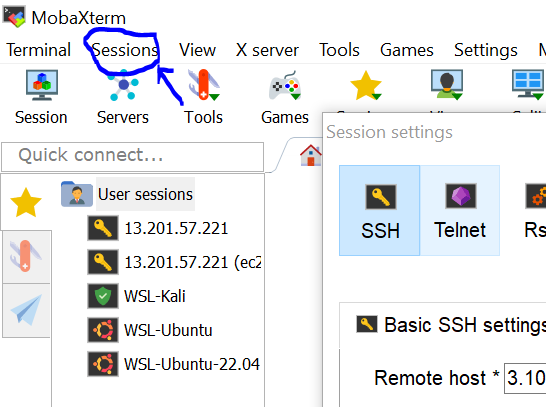 MobaXterm
Terminal Sessions View X server Tools Games Settings
Session Servers Tools Games
Session settings
Quick connect...
SSH Telnet Rs
User sessions
13.201.57.221
13.201.57.221 (ec2
WSL-Kali
WSL-Ubuntu
WSL-Ubuntu-22.04
Basic SSH settings
Remote host * 3.10